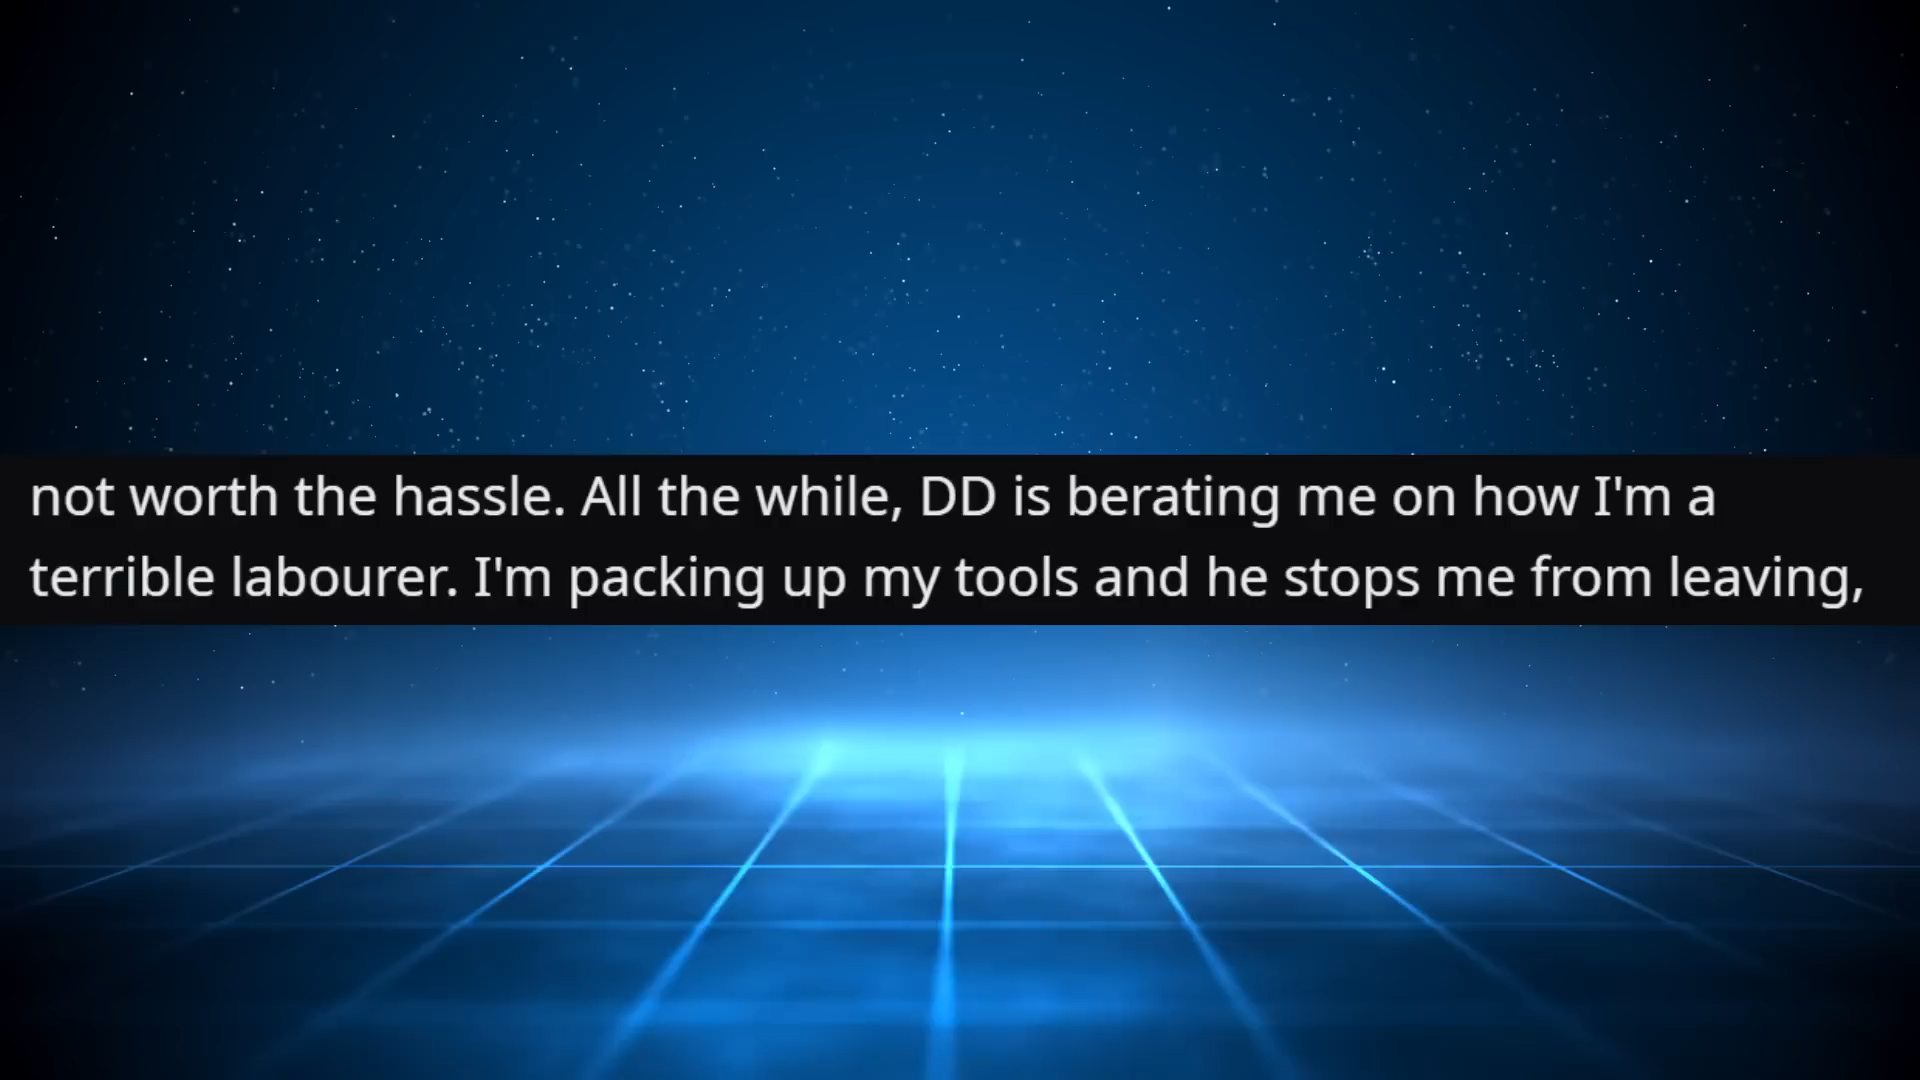 not worth the hassle. All the while, DD is berating me on how I'm a
terrible labourer. I'm packing up my tools and he stops me from leaving,